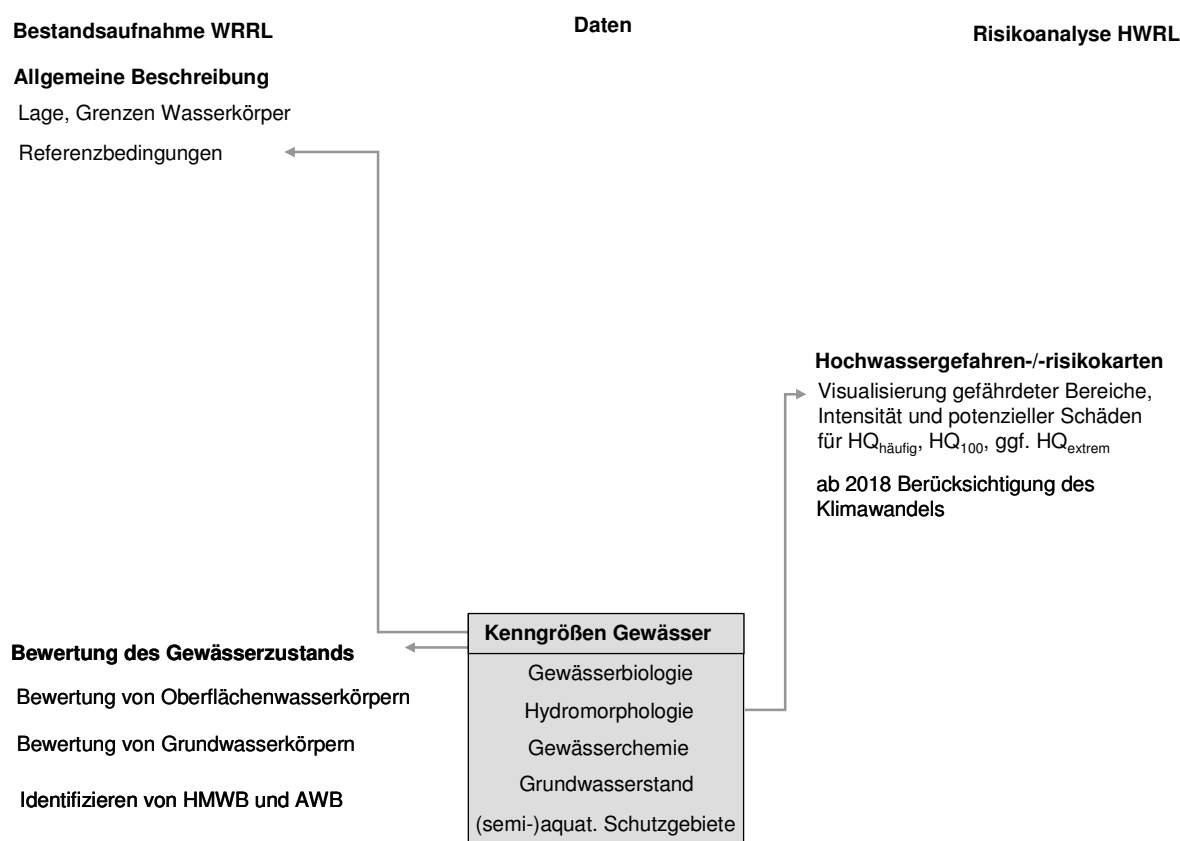 Bestandsaufnahme WRRL
Daten
Risikoanalyse HWRL
Allgemeine Beschreibung
Lage, Grenzen Wasserkörper
Referenzbedingungen
Hochwassergefahren-/-risikokarten
Visualisierung gefährdeter Bereiche,
Intensität und potenzieller Schäden
für HQhäufig, HQ100, ggf. HQextrem
ab 2018 Berücksichtigung des
Klimawandels
Kenngrößen Gewässer
Gewässerbiologie
Hydromorphologie
Gewässerchemie
Grundwasserstand
(semi-)aquat. Schutzgebiete
Bewertung des Gewässerzustands
Bewertung von Oberflächenwasserkörpern
Bewertung von Grundwasserkörpern
Identifizieren von HMWB und AWB